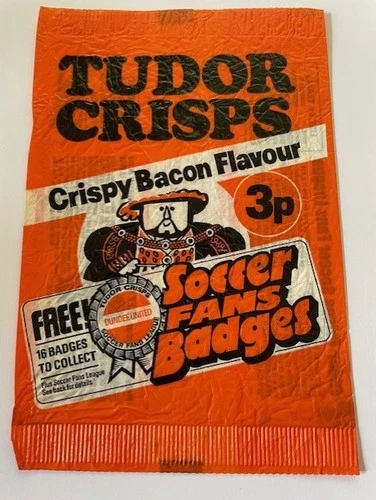 TUDOR
CRISPS
Crispy Bacon Flavour
3p
Soccer
FANS
Badges
FREE!
16 BADGES
TO COLLECT
Plus Soccer Fans League
See back for details
TUDOR CRISPS
DUNDEE UNITED
SOCCER FANS LEAGUE